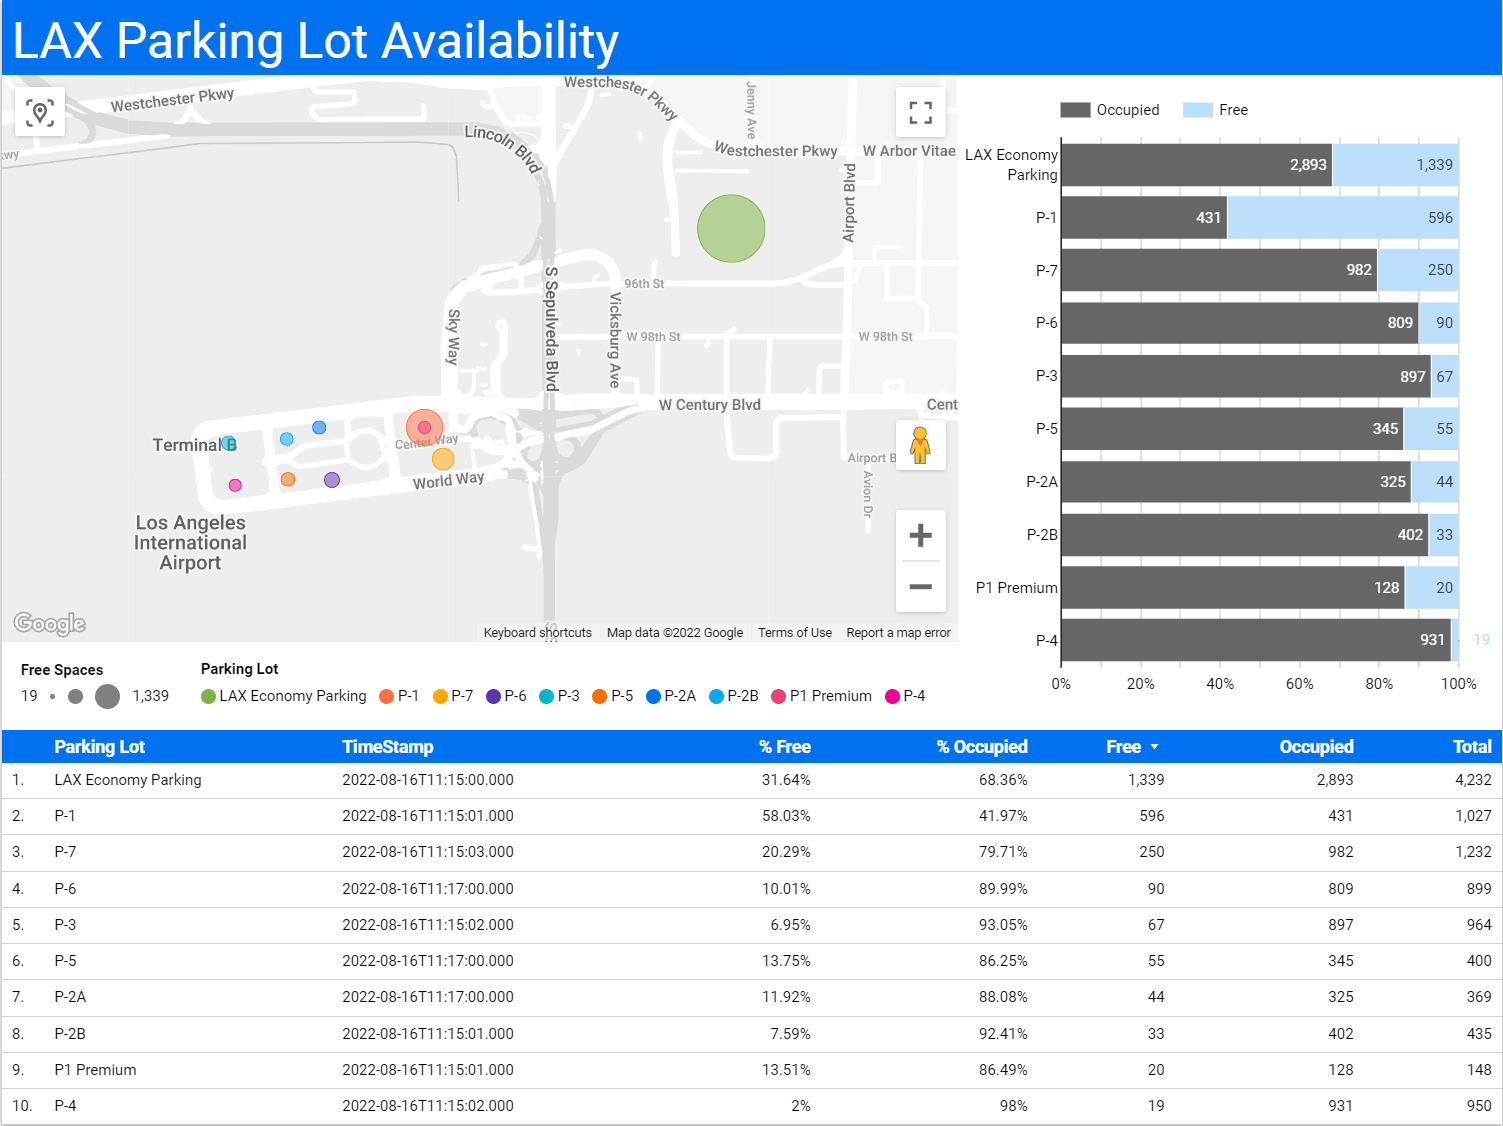 LAX Parking Lot Availability
Westchester Pkwy
Westchester Pkwy
Jenny Ave
Lincoln Blvd
Westchester Pkwy
W Arbor Vitae
kwy
Airport Blvd
96th St
S Sepulveda Blvd
Vicksburg Ave
Sky Way
W 98th St
W 98th St
W Century Blvd
Cent
Terminal B
Center Way
World Way
Airport B
Avion Dr
Los Angeles
International
Airport
Google
Keyboard shortcuts Map data ©2022 Google Terms of Use Report a map error
Occupied Free
LAX Economy
Parking
2,893 1,339
P-1 431 596
P-7 982 250
P-6 809 90
P-3 897 67
P-5 345 55
P-2A 325 44
P-2B 402 33
P1 Premium 128 20
P-4 931 19
0% 20% 40% 60% 80% 100%
Free Spaces
19 1,339
Parking Lot
LAX Economy Parking P-1 P-7 P-6 P-3 P-5 P-2A P-2B P1 Premium P-4
Parking Lot TimeStamp % Free % Occupied Free Occupied Total
1. LAX Economy Parking 2022-08-16T11:15:00.000 31.64% 68.36% 1,339 2,893 4,232
2. P-1 2022-08-16T11:15:01.000 58.03% 41.97% 596 431 1,027
3. P-7 2022-08-16T11:15:03.000 20.29% 79.71% 250 982 1,232
4. P-6 2022-08-16T11:17:00.000 10.01% 89.99% 90 809 899
5. P-3 2022-08-16T11:15:02.000 6.95% 93.05% 67 897 964
6. P-5 2022-08-16T11:17:00.000 13.75% 86.25% 55 345 400
7. P-2A 2022-08-16T11:17:00.000 11.92% 88.08% 44 325 369
8. P-2B 2022-08-16T11:15:01.000 7.59% 92.41% 33 402 435
9. P1 Premium 2022-08-16T11:15:01.000 13.51% 86.49% 20 128 148
10. P-4 2022-08-16T11:15:02.000 2% 98% 19 931 950